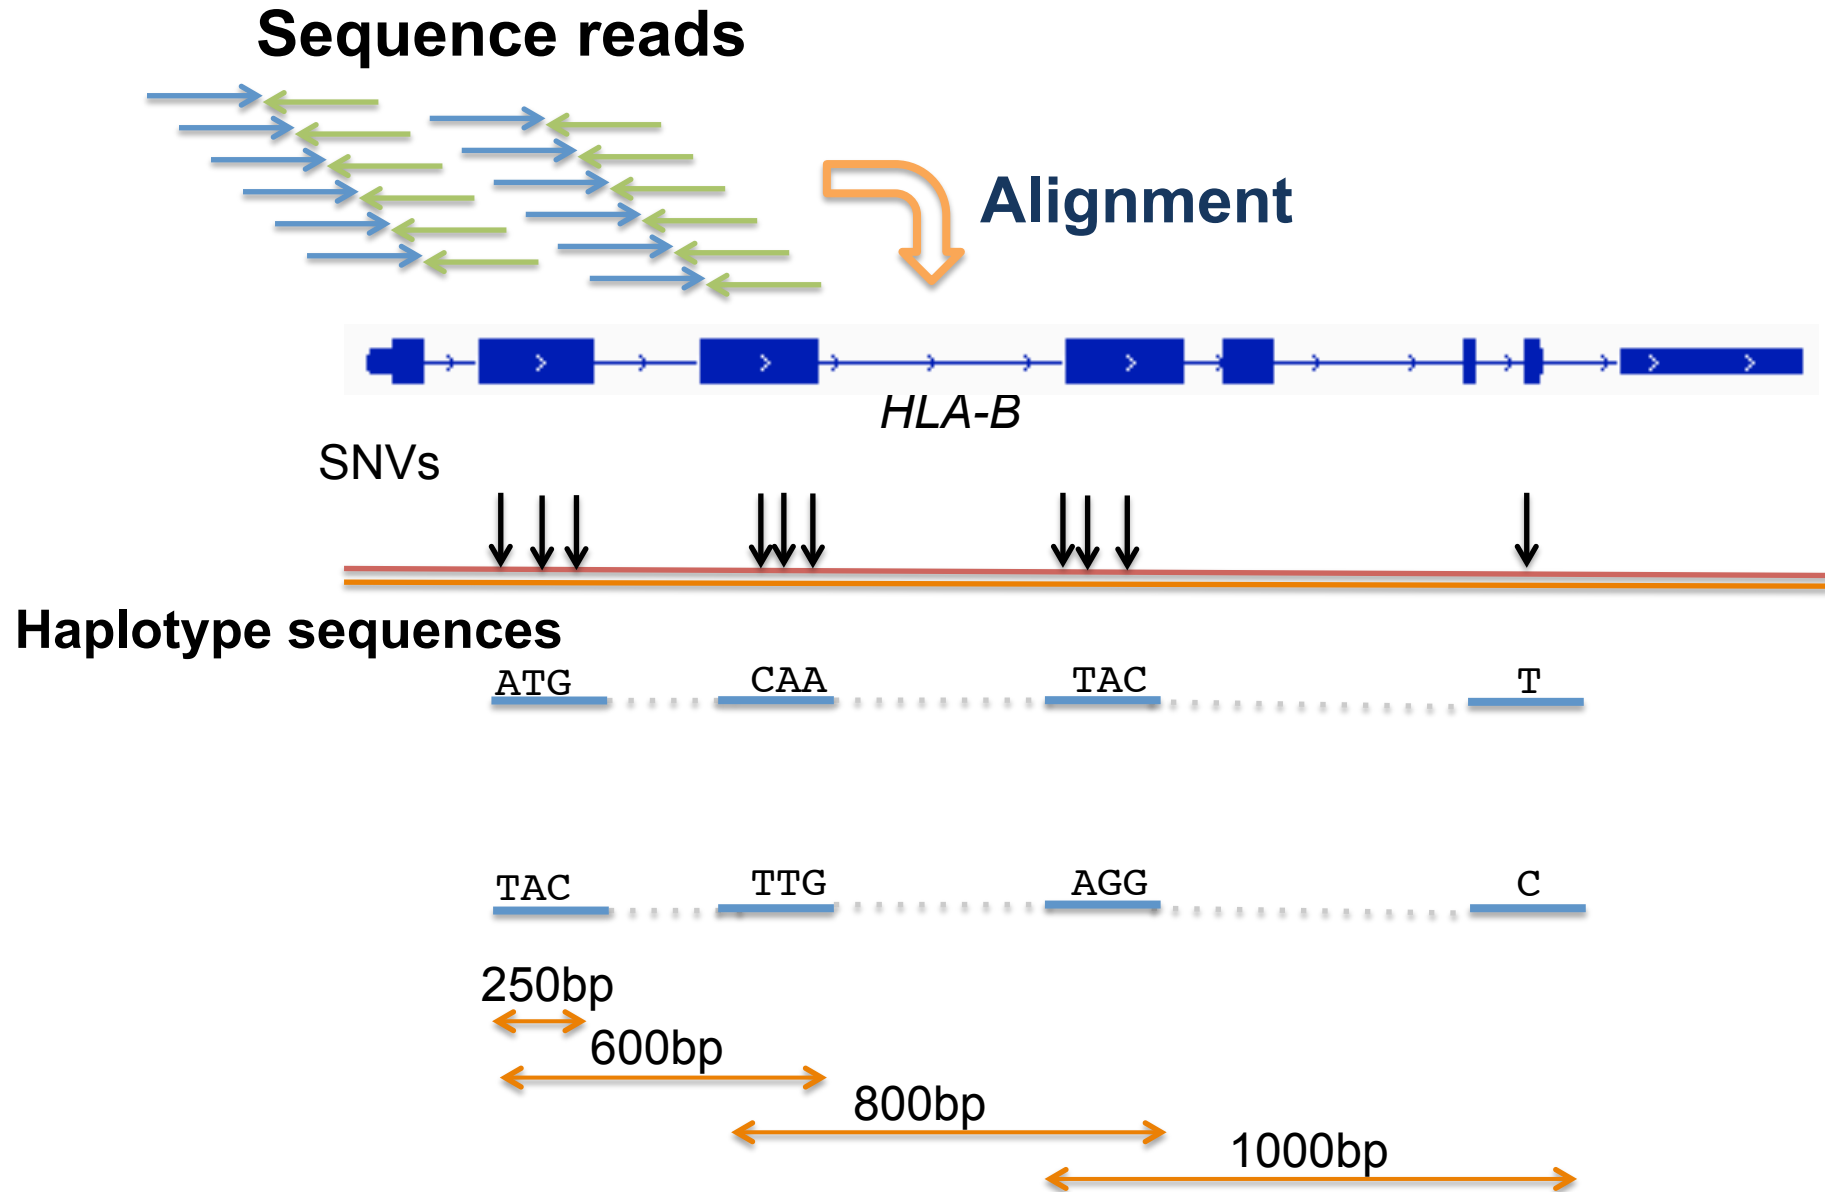 Sequence reads
Alignment
HLA-B
SNVs
Haplotype sequences
ATG CAA TAC T
TAC TTG AGG C
250bp
600bp
800bp
1000bp